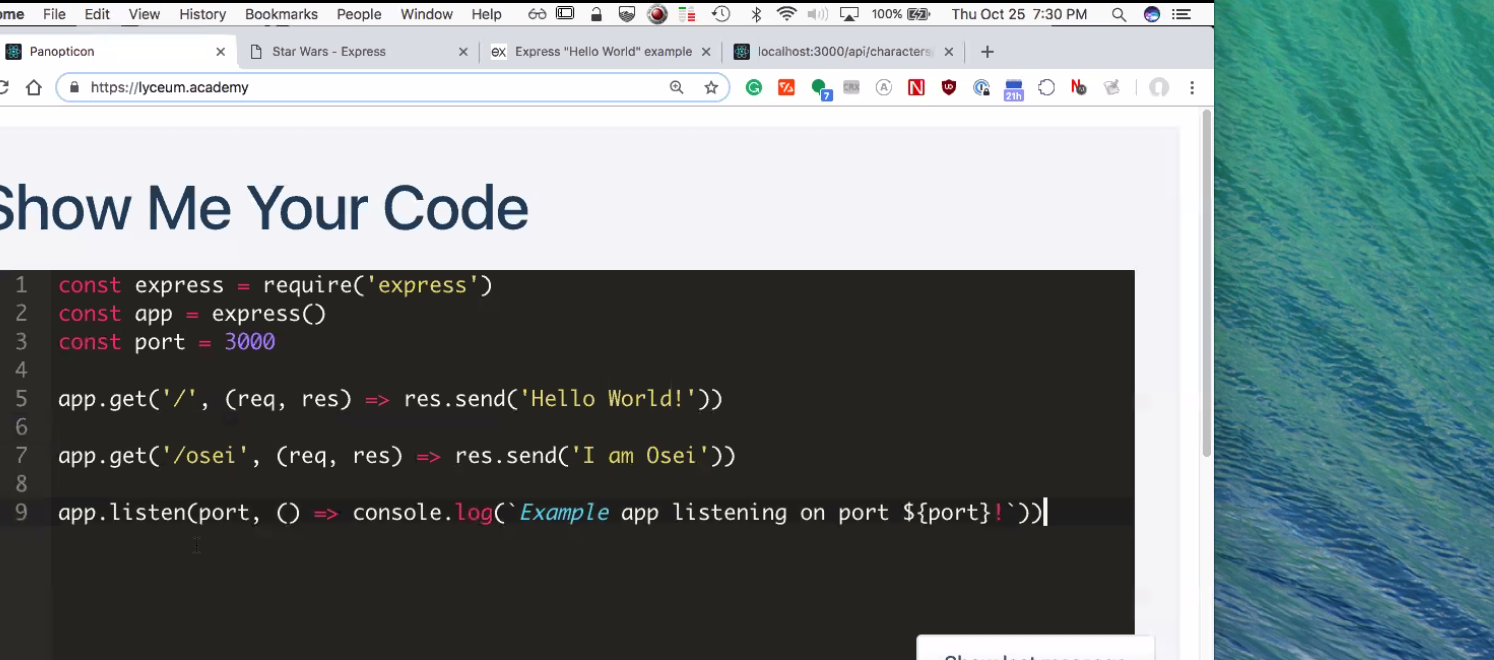 File Edit View History Bookmarks People Window Help 100% Thu Oct 25 7:30 PM
Panopticon Star Wars - Express ex Express "Hello World" example localhost:3000/api/characters
https://lyceum.academy 7 CRX A N UD 21h N
Show Me Your Code
1 const express = require('express')
2 const app = express()
3 const port = 3000
4
5 app.get('/', (req, res) => res.send('Hello World!'))
6
7 app.get('/osei', (req, res) => res.send('I am Osei'))
8
9 app.listen(port, () => console.log(`Example app listening on port ${port}!`))